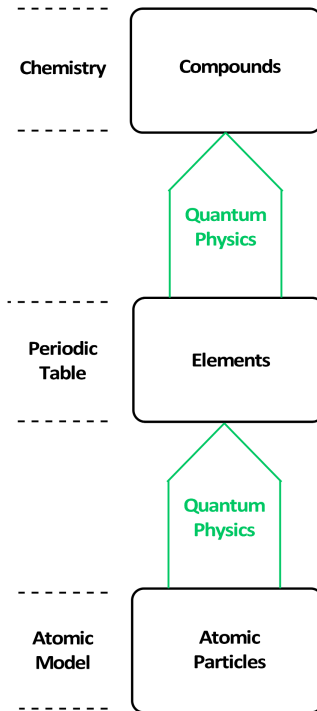 Chemistry
Compounds
Quantum
Physics
Periodic
Table
Elements
Quantum
Physics
Atomic
Model
Atomic
Particles